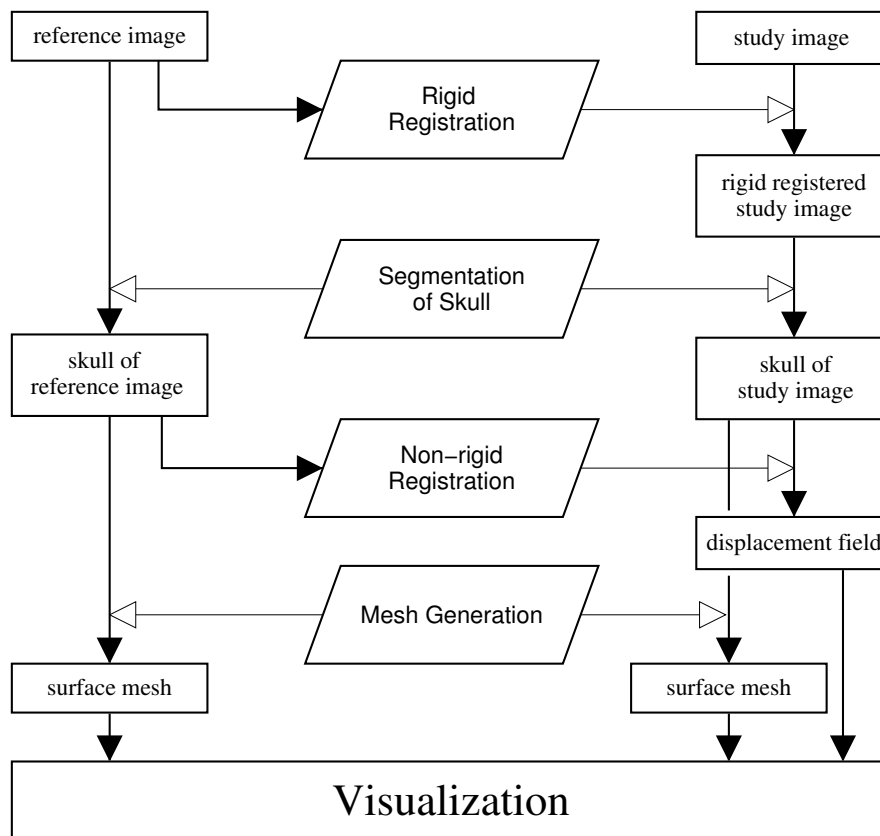 reference image
study image
Rigid
Registration
rigid registered
study image
Segmentation
of Skull
skull of
reference image
skull of
study image
Non−rigid
Registration
displacement field
Mesh Generation
surface mesh
surface mesh
Visualization